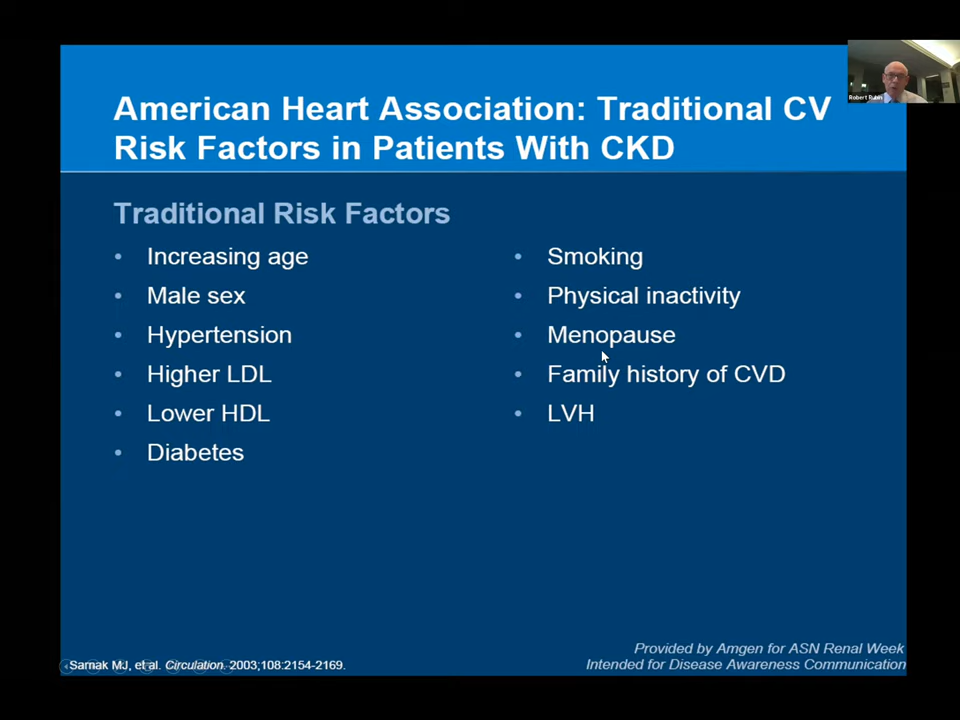 American Heart Association: Traditional CV
Risk Factors in Patients With CKD
Robert Rubin
Traditional Risk Factors
• Increasing age
• Male sex
• Hypertension
• Higher LDL
• Lower HDL
• Diabetes
• Smoking
• Physical inactivity
• Menopause
• Family history of CVD
• LVH
Provided by Amgen for ASN Renal Week
Intended for Disease Awareness Communication
Sarnak MJ, et al. Circulation. 2003;108:2154-2169.